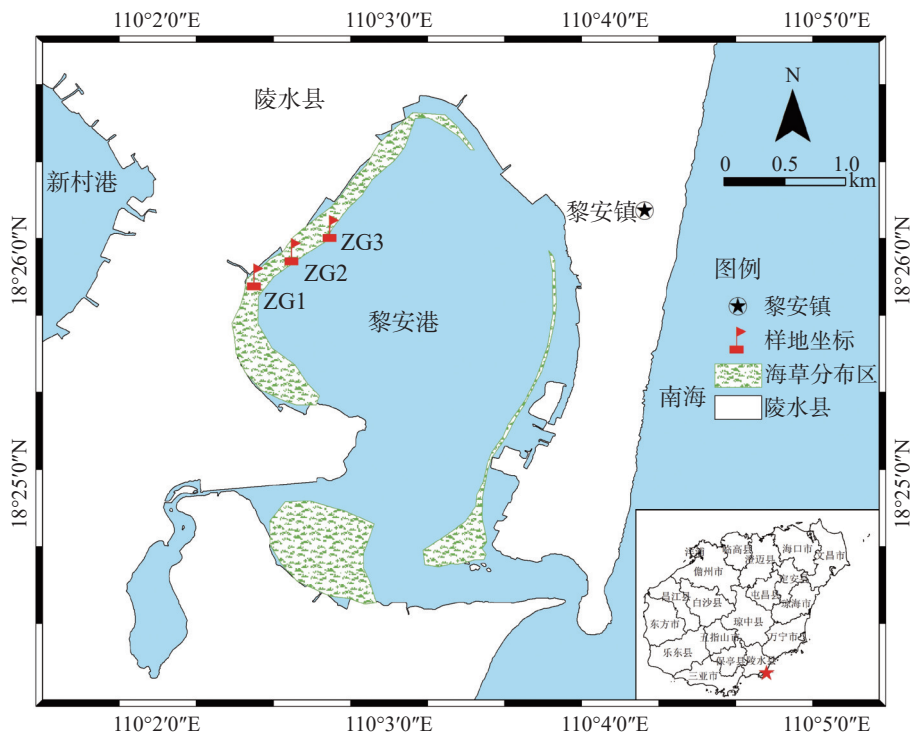 110°2′0″E 110°3′0″E 110°4′0″E 110°5′0″E
陵水县
N
0 0.5 1.0
km
新村港
黎安镇
18°26′0″N
18°26′0″N
ZG3
ZG2
ZG1
黎安港
图例
黎安镇
样地坐标
海草分布区
陵水县
南海
18°25′0″N
18°25′0″N
临高县
澄迈县
海口市
文昌市
儋州市
定安县
屯昌县
琼海市
昌江县
白沙县
东方市
琼中县
五指山市
万宁市
乐东县
保亭县
陵水县
三亚市
110°2′0″E 110°3′0″E 110°4′0″E 110°5′0″E